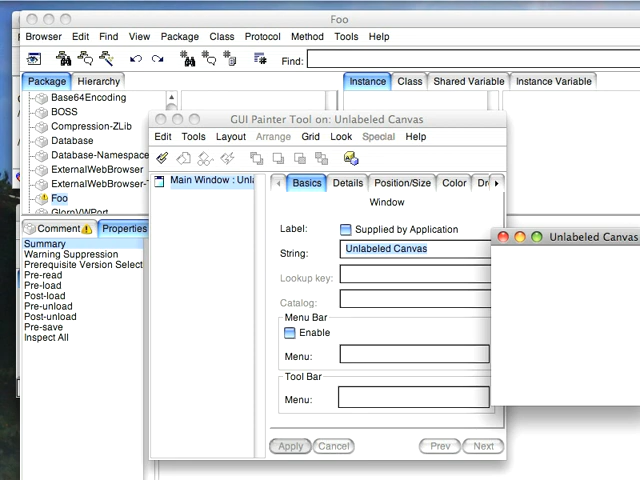 Foo
Browser Edit Find View Package Class Protocol Method Tools Help
Find:
Package Hierarchy
Instance Class Shared Variable Instance Variable
Base64Encoding
BOSS
Compression-ZLib
Database
Database-Namespace
ExternalWebBrowser
ExternalWebBrowser-
Foo
GlorpVWPort
Comment Properties
Summary
Warning Suppression
Prerequisite Version Select
Pre-read
Pre-load
Post-load
Pre-unload
Post-unload
Pre-save
Inspect All
GUI Painter Tool on: Unlabeled Canvas
Edit Tools Layout Arrange Grid Look Special Help
Main Window : Unla
Basics Details Position/Size Color Dr
Window
Label: Supplied by Application
String: Unlabeled Canvas
Lookup key:
Catalog:
Menu Bar
Enable
Menu:
Tool Bar
Menu:
Apply Cancel Prev Next
Unlabeled Canvas